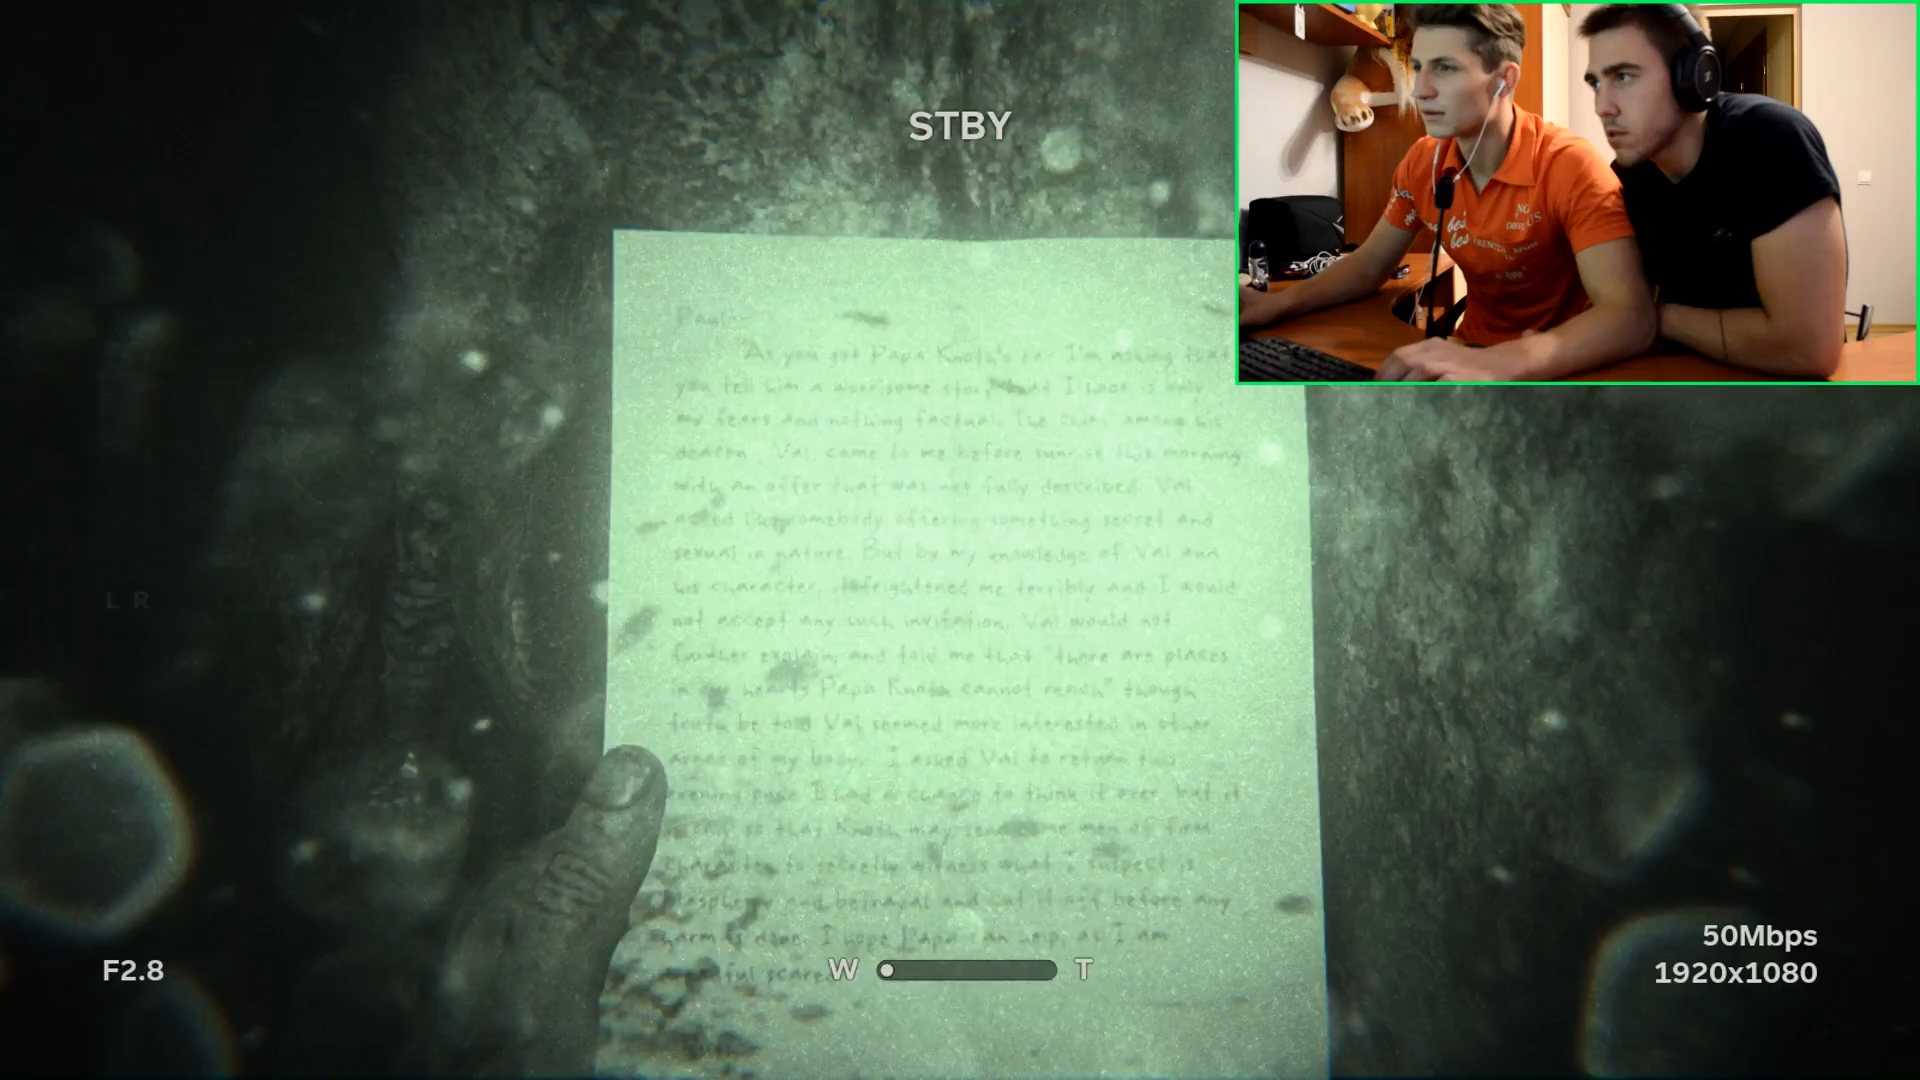 STBY
Paul--
As you got Papa Knoth's ear I'm asking that
you tell him a worrisome story that I hope is only
my fears and nothing factual. The
deacon Val came to me before sunrise this morning
with an offer that was not fully described. Val
acted like somebody offering something secret and
sexual in nature. But by my knowledge of Val and
his character, it frightened me terribly and I would
not accept any such invitation. Val would not
further explain, and told me that "there are places
in our hearts Papa Knoth cannot reach" though
truth be told Val seemed more interested in other
areas of my body. I asked Val to return this
evening once I had a chance to think it over, but it
is only so that Knoth may send some men of firm
character to secretly witness what I suspect is
blasphemy and betrayal and cut it off before any
harm is done. I hope Papa can help, as I am
scared
L R
F2.8
W T
50Mbps
1920x1080